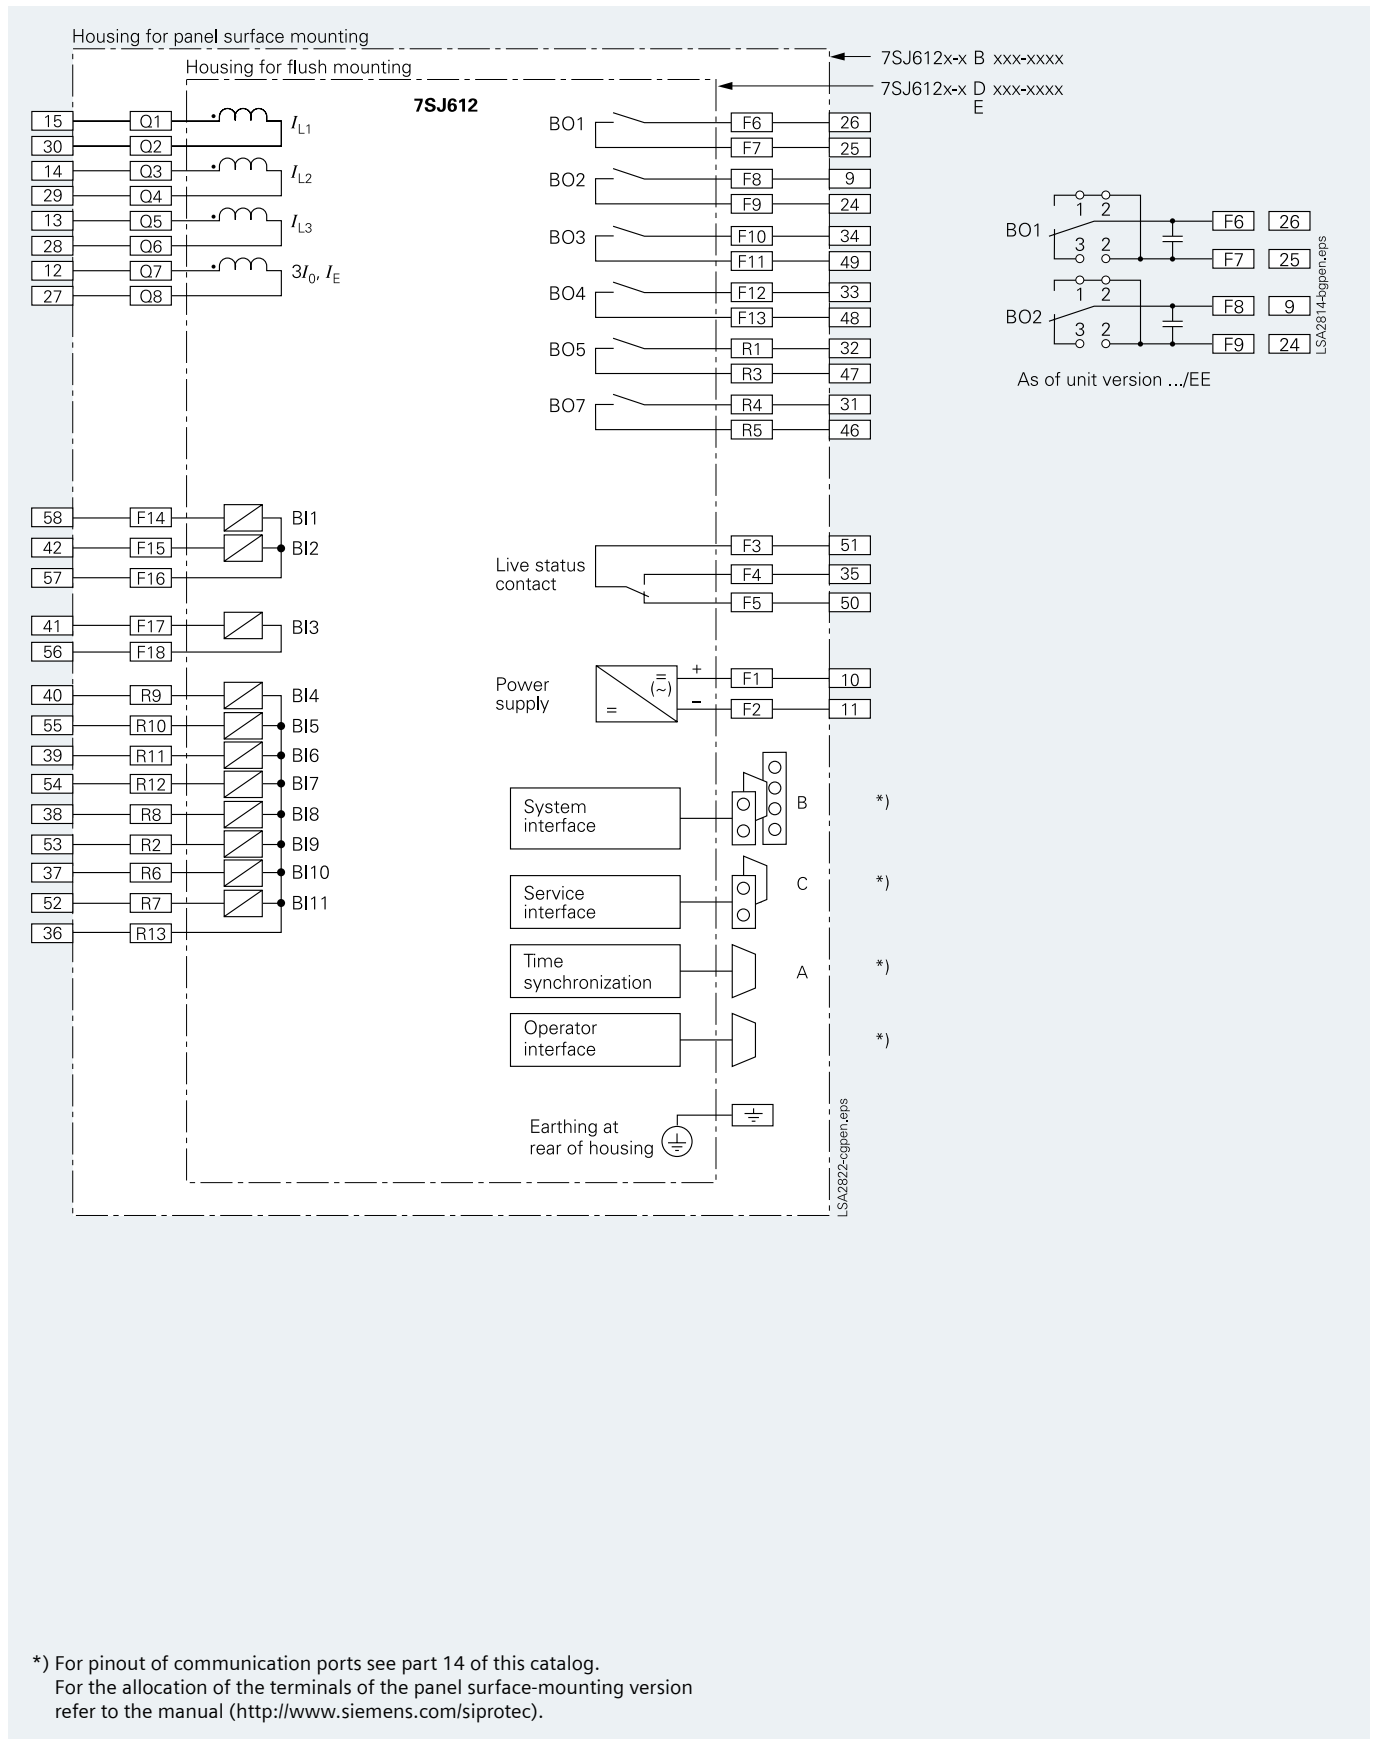 Housing for panel surface mounting
Housing for flush mounting
7SJ612x-x B xxx-xxxx
7SJ612x-x D xxx-xxxx
E
7SJ612
15 Q1 I L1
30 Q2
14 Q3 I L2
29 Q4
13 Q5 I L3
28 Q6
12 Q7 3I0, IE
27 Q8
BO1 F6 26
F7 25
BO2 F8 9
F9 24
BO3 F10 34
F11 49
BO4 F12 33
F13 48
BO5 R1 32
R3 47
BO7 R4 31
R5 46
1 2
BO1 F6 26
3 2 F7 25
1 2
BO2 F8 9
3 2 F9 24
As of unit version .../EE
LSA2814-bgpen.eps
58 F14 BI1
42 F15 BI2
57 F16
41 F17 BI3
56 F18
40 R9 BI4
55 R10 BI5
39 R11 BI6
54 R12 BI7
38 R8 BI8
53 R2 BI9
37 R6 BI10
52 R7 BI11
36 R13
Live status
contact
F3 51
F4 35
F5 50
Power
supply
= (~) =
+ F1 10
– F2 11
System
interface
B *)
Service
interface
C *)
Time
synchronization
A *)
Operator
interface
*)
Earthing at
rear of housing
LSA2822-cgpen.eps
*) For pinout of communication ports see part 14 of this catalog.
For the allocation of the terminals of the panel surface-mounting version
refer to the manual (http://www.siemens.com/siprotec).